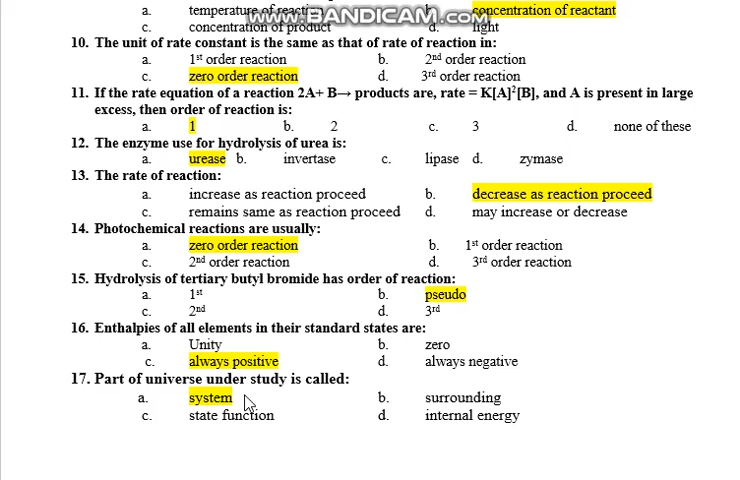 a. temperature of reaction b. concentration of reactant
www.BANDICAM.com
c. concentration of product d. light
10. The unit of rate constant is the same as that of rate of reaction in:
a. 1st order reaction b. 2nd order reaction
c. zero order reaction d. 3rd order reaction
11. If the rate equation of a reaction 2A+ B→ products are, rate = K[A]²[B], and A is present in large
excess, then order of reaction is:
a. 1 b. 2 c. 3 d. none of these
12. The enzyme use for hydrolysis of urea is:
a. urease b. invertase c. lipase d. zymase
13. The rate of reaction:
a. increase as reaction proceed b. decrease as reaction proceed
c. remains same as reaction proceed d. may increase or decrease
14. Photochemical reactions are usually:
a. zero order reaction b. 1st order reaction
c. 2nd order reaction d. 3rd order reaction
15. Hydrolysis of tertiary butyl bromide has order of reaction:
a. 1st b. pseudo
c. 2nd d. 3rd
16. Enthalpies of all elements in their standard states are:
a. Unity b. zero
c. always positive d. always negative
17. Part of universe under study is called:
a. system b. surrounding
c. state function d. internal energy